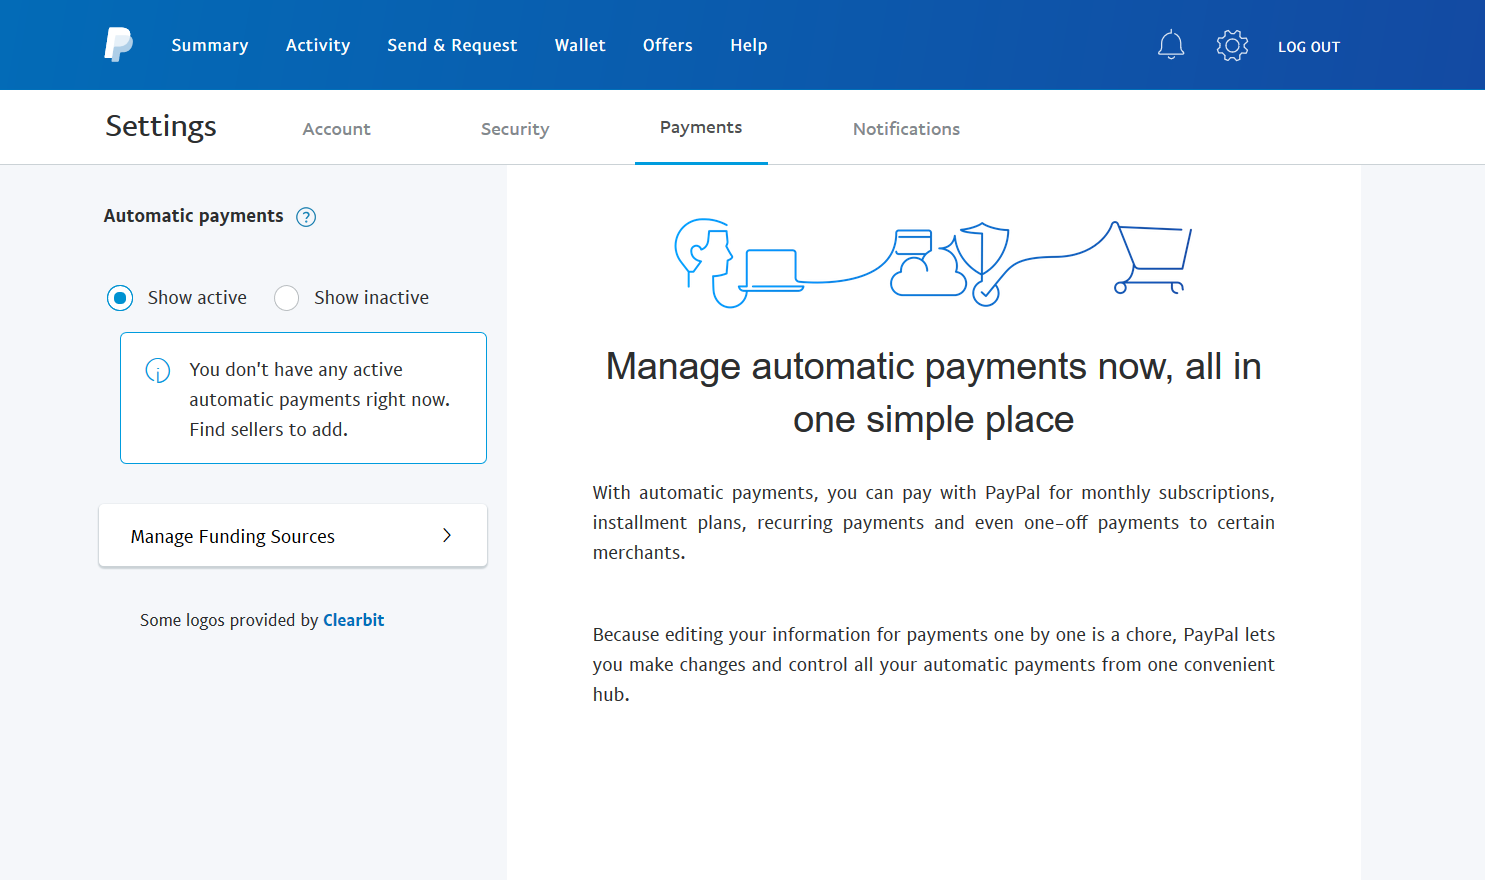 Summary Activity Send & Request Wallet Offers Help LOG OUT
Settings Account Security Payments Notifications
Automatic payments ?
Show active Show inactive
You don't have any active
automatic payments right now.
Find sellers to add.
Manage Funding Sources
Some logos provided by Clearbit
Manage automatic payments now, all in
one simple place
With automatic payments, you can pay with PayPal for monthly subscriptions,
installment plans, recurring payments and even one-off payments to certain
merchants.
Because editing your information for payments one by one is a chore, PayPal lets
you make changes and control all your automatic payments from one convenient
hub.